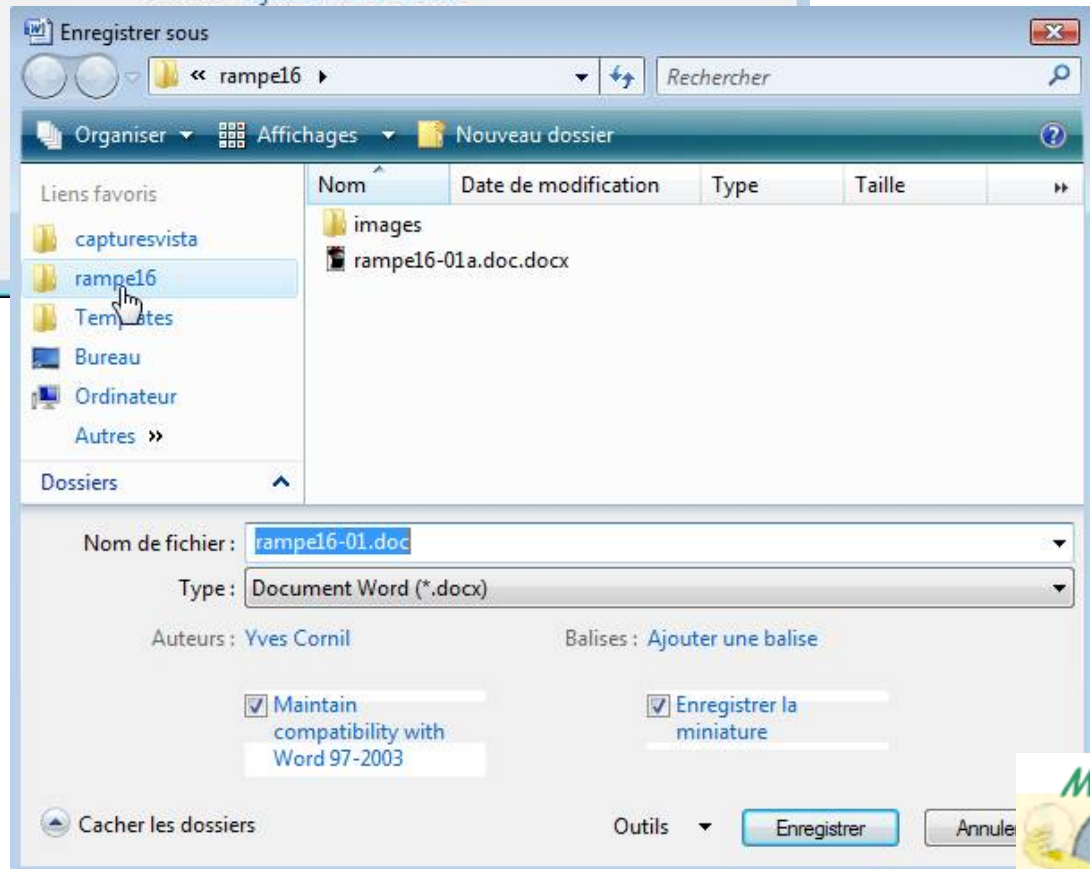 Enregistrer sous
« rampe16
Rechercher
Organiser Affichages Nouveau dossier
Liens favoris
Nom Date de modification Type Taille
capturesvista
images
rampe16
rampe16-01a.doc.docx
Templates
Bureau
Ordinateur
Autres »
Dossiers
Nom de fichier : rampe16-01.doc
Type : Document Word (*.docx)
Auteurs : Yves Cornil Balises : Ajouter une balise
Maintain Enregistrer la
compatibility with miniature
Word 97-2003
Cacher les dossiers Outils Enregistrer Annule
M